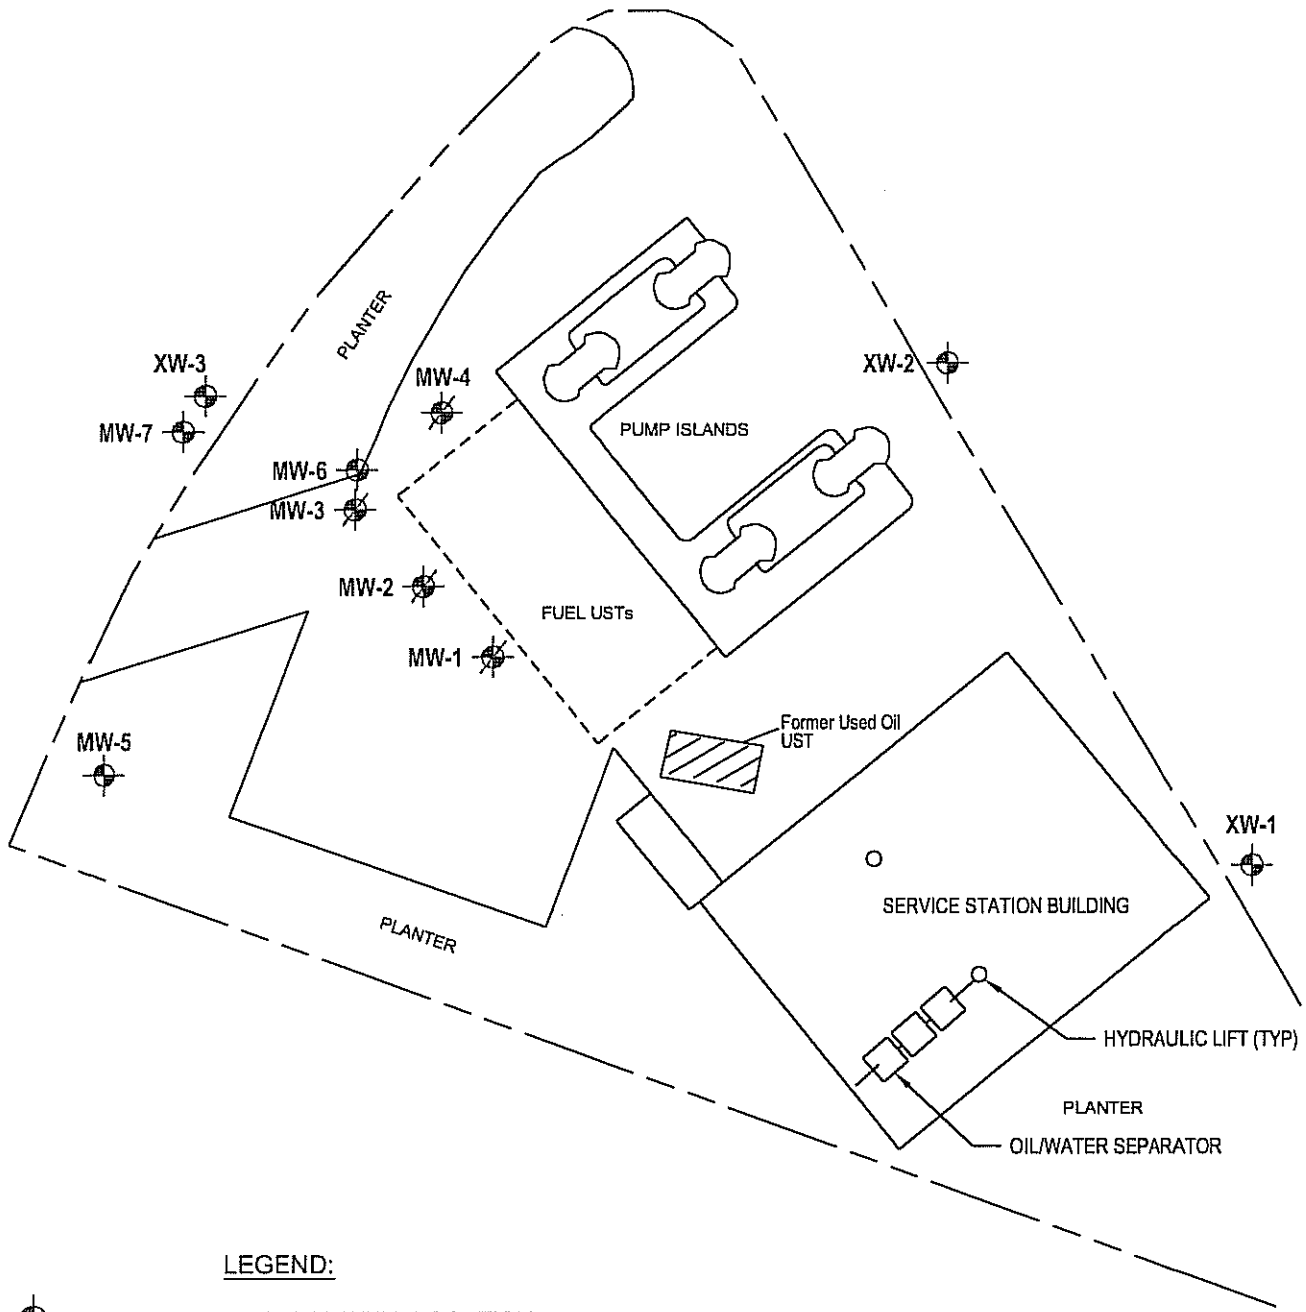 PLANTER
XW-3
MW-4
XW-2
MW-7
PUMP ISLANDS
MW-6
MW-3
MW-2
FUEL USTs
MW-1
Former Used Oil
UST
MW-5
XW-1
SERVICE STATION BUILDING
PLANTER
HYDRAULIC LIFT (TYP)
PLANTER
OIL/WATER SEPARATOR
LEGEND: